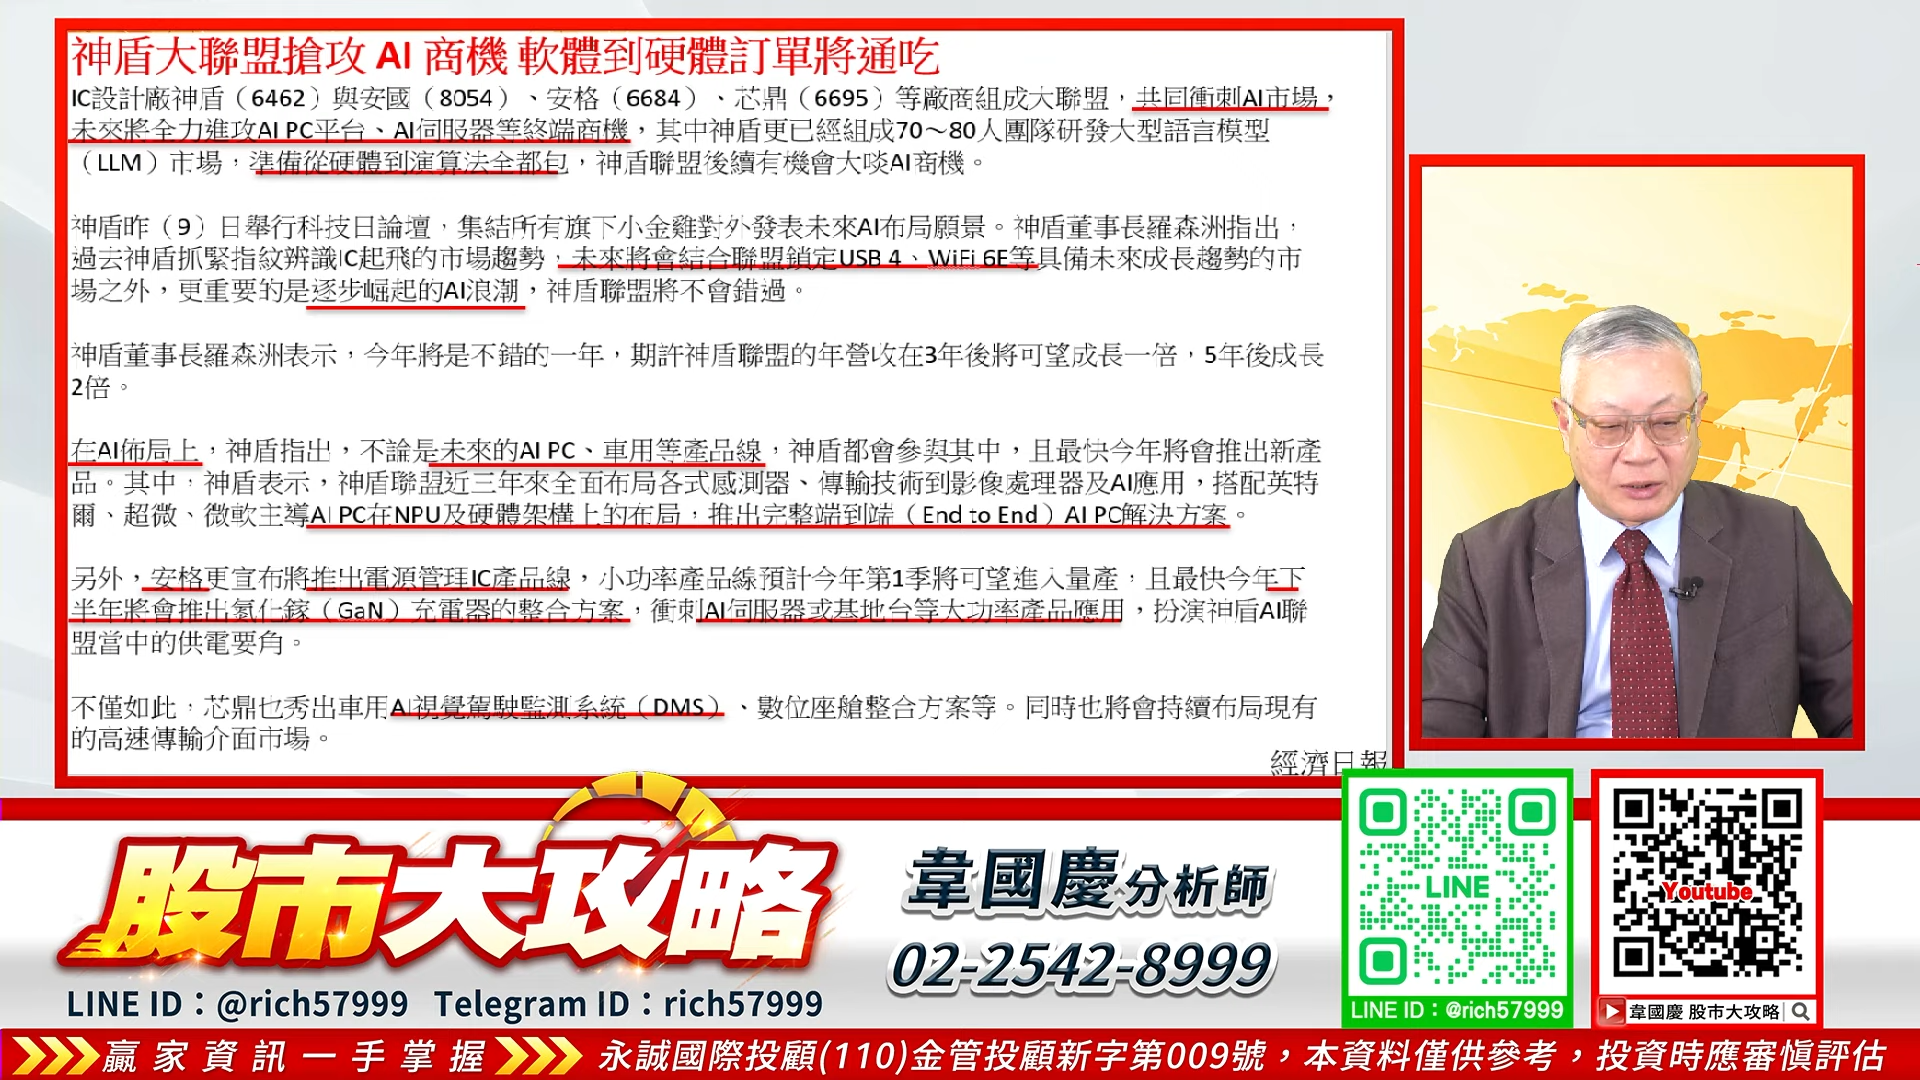 神盾大聯盟搶攻 AI 商機 軟體到硬體訂單將通吃
IC設計廠神盾（6462）與安國（8054）、安格（6684）、芯鼎（6695）等廠商組成大聯盟，共同衝刺AI市場，
未來將全力進攻AI PC平台、AI伺服器等終端商機，其中神盾更已經組成70～80人團隊研發大型語言模型
（LLM）市場，準備從硬體到演算法全都包，神盾聯盟後續有機會大啖AI商機。
神盾昨（9）日舉行科技日論壇，集結所有旗下小金雞對外發表未來AI布局願景。神盾董事長羅森洲指出，
過去神盾抓緊指紋辨識IC起飛的市場趨勢，未來將會結合聯盟鎖定USB 4、WiFi 6E等具備未來成長趨勢的市
場之外，更重要的是逐步崛起的AI浪潮，神盾聯盟將不會錯過。
神盾董事長羅森洲表示，今年將是不錯的一年，期許神盾聯盟的年營收在3年後將可望成長一倍，5年後成長
2倍。
在AI佈局上，神盾指出，不論是未來的AI PC、車用等產品線，神盾都會參與其中，且最快今年將會推出新產
品。其中，神盾表示，神盾聯盟近三年來全面布局各式感測器、傳輸技術到影像處理器及AI應用，搭配英特
爾、超微、微軟主導AI PC在NPU及硬體架構上的布局，推出完整端到端（End to End）AI PC解決方案。
另外，安格更宣布將推出電源管理IC產品線，小功率產品線預計今年第1季將可望進入量產，且最快今年下
半年將會推出氮化鎵（GaN）充電器的整合方案，衝刺AI伺服器或基地台等大功率產品應用，扮演神盾AI聯
盟當中的供電要角。
不僅如此，芯鼎也秀出車用AI視覺駕駛監測系統（DMS）、數位座艙整合方案等。同時也將會持續布局現有
的高速傳輸介面市場。
經濟日報
股市大攻略
LINE ID：@rich57999 Telegram ID：rich57999
韋國慶分析師
02-2542-8999
LINE
LINE ID：@rich57999
Youtube
韋國慶 股市大攻略
贏家資訊一手掌握
永誠國際投顧(110)金管投顧新字第009號，本資料僅供參考，投資時應審慎評估